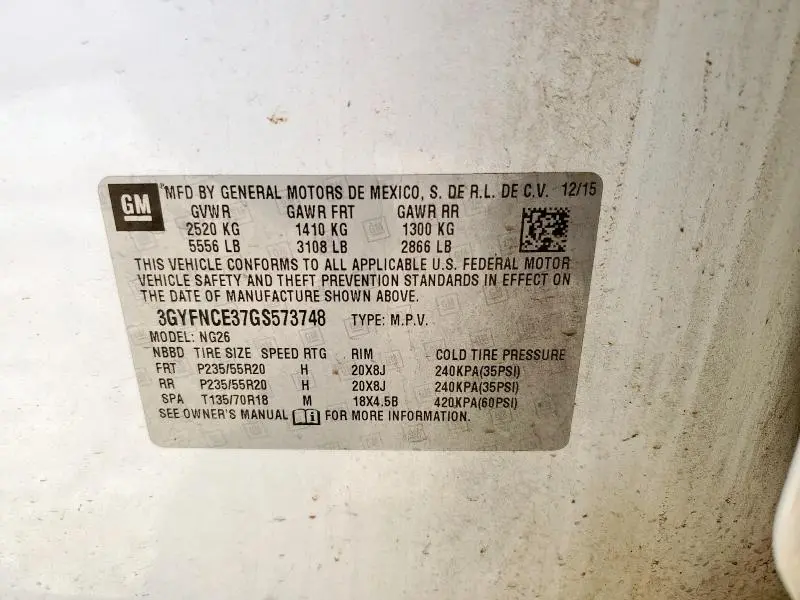 GM
MFD BY GENERAL MOTORS DE MEXICO, S. DE R.L. DE C.V. 12/15
GVWR GAWR FRT GAWR RR
2520 KG 1410 KG 1300 KG
5556 LB 3108 LB 2866 LB
THIS VEHICLE CONFORMS TO ALL APPLICABLE U.S. FEDERAL MOTOR
VEHICLE SAFETY AND THEFT PREVENTION STANDARDS IN EFFECT ON
THE DATE OF MANUFACTURE SHOWN ABOVE.
3GYFNCE37GS573748 TYPE: M.P.V.
MODEL: NG26
NBBD TIRE SIZE SPEED RTG RIM COLD TIRE PRESSURE
FRT P235/55R20 H 20X8J 240KPA(35PSI)
RR P235/55R20 H 20X8J 240KPA(35PSI)
SPA T135/70R18 M 18X4.5B 420KPA(60PSI)
SEE OWNER'S MANUAL FOR MORE INFORMATION.